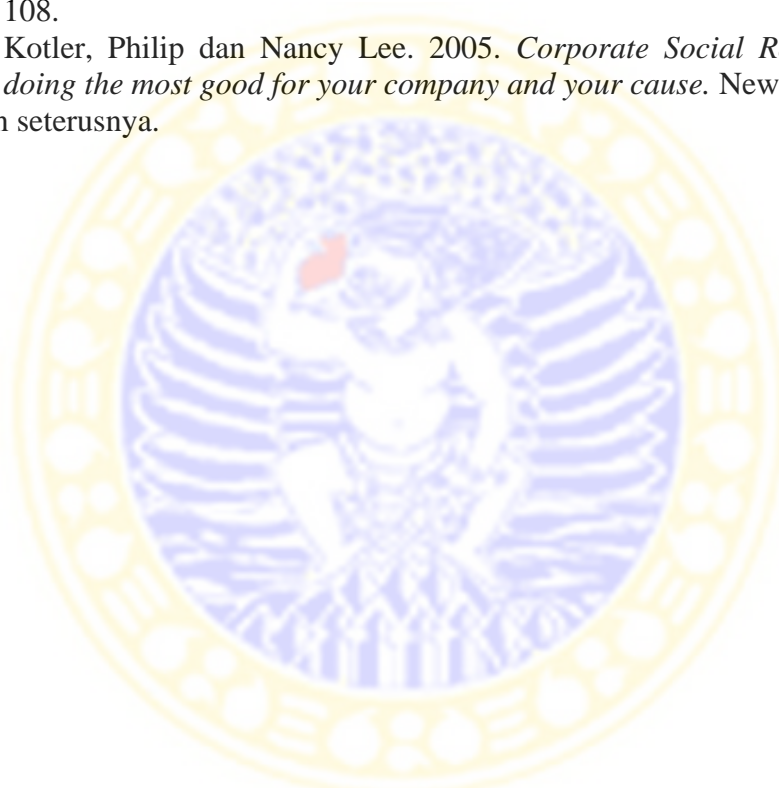 108.
Kotler, Philip dan Nancy Lee. 2005. Corporate Social R
doing the most good for your company and your cause. New
n seterusnya.